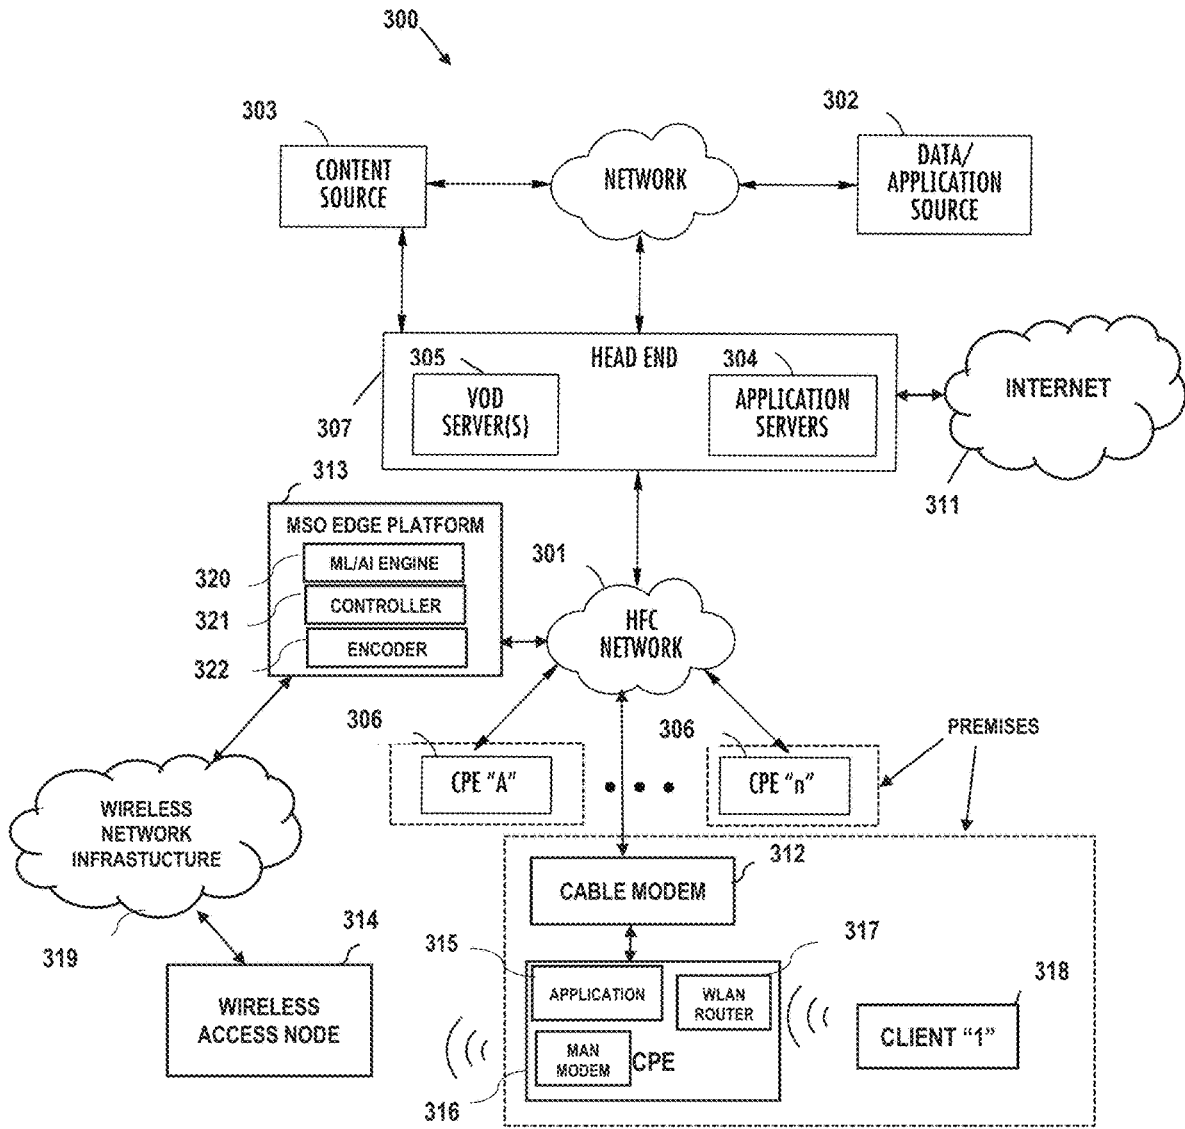 300
303
302
CONTENT
SOURCE
NETWORK
DATA/
APPLICATION
SOURCE
305
HEAD END
304
VOD
SERVER(S)
APPLICATION
SERVERS
INTERNET
307
311
313
MSO EDGE PLATFORM
ML/AI ENGINE
CONTROLLER
ENCODER
320
321
322
301
HFC
NETWORK
306
306
PREMISES
CPE "A"
CPE "n"
WIRELESS
NETWORK
INFRASTUCTURE
312
CABLE MODEM
319
314
315
317
318
WIRELESS
ACCESS NODE
APPLICATION
WLAN
ROUTER
CLIENT "1"
MAN
MODEM
CPE
316